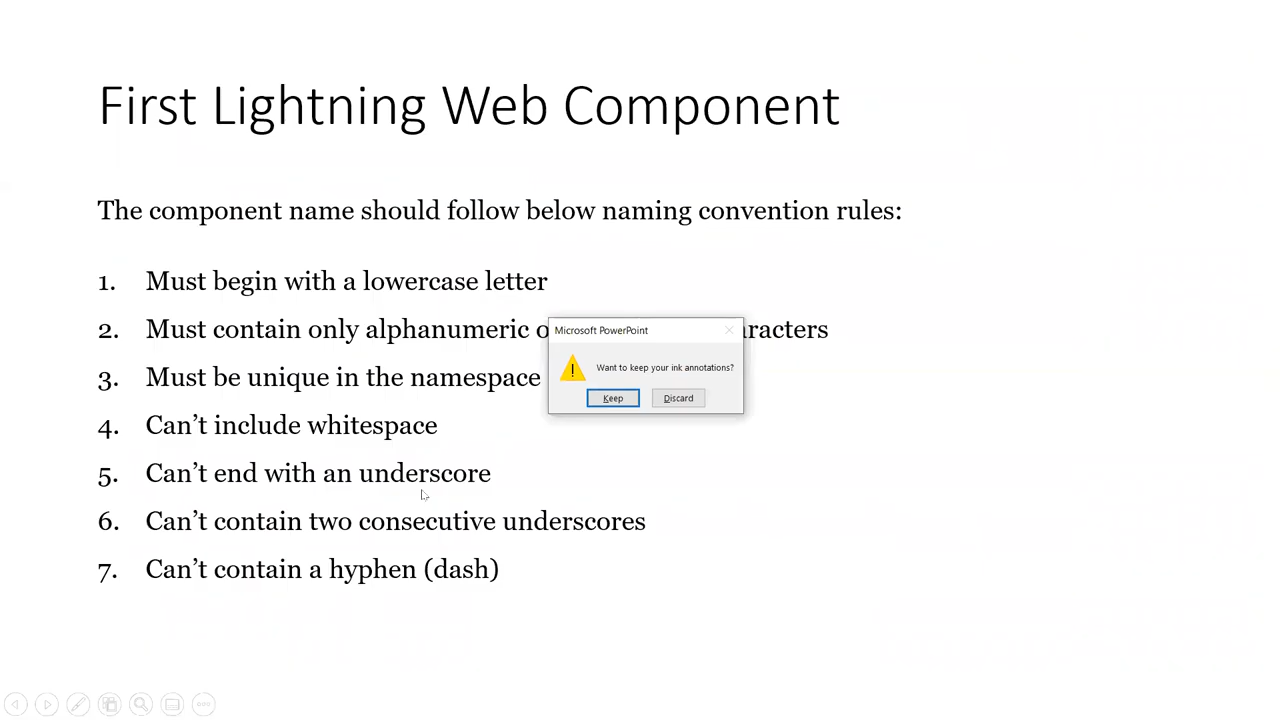 First Lightning Web Component
The component name should follow below naming convention rules:
1. Must begin with a lowercase letter
2. Must contain only alphanumeric
3. Must be unique in the namespace
4. Can’t include whitespace
5. Can’t end with an underscore
6. Can’t contain two consecutive underscores
7. Can’t contain a hyphen (dash)
Microsoft PowerPoint
Want to keep your ink annotations?
Keep
Discard